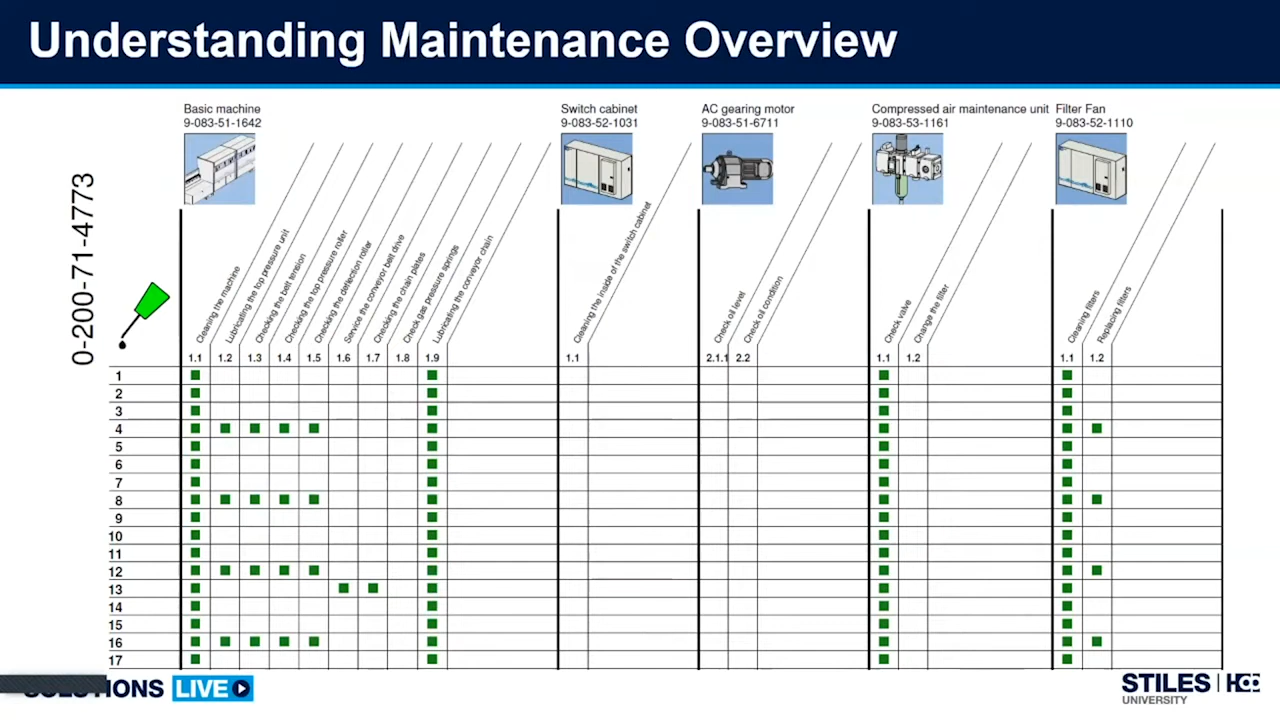 Understanding Maintenance Overview
0-200-71-4773
Basic machine
9-083-51-1642
Switch cabinet
9-083-52-1031
AC gearing motor
9-083-51-6711
Compressed air maintenance unit
9-083-53-1161
Filter Fan
9-083-52-1110
Cleaning the machine
Lubricating the top pressure unit
Checking the belt tension
Checking the top pressure roller
Checking the deflection roller
Service the conveyor belt drive
Checking the chain plates
Check gas pressure springs
Lubricating the conveyor chain
Cleaning the inside of the switch cabinet
Check oil level
Check oil condition
Check valve
Change the filter
Cleaning filters
Replacing filters
1.1 1.2 1.3 1.4 1.5 1.6 1.7 1.8 1.9 1.1 2.1.1 2.2 1.1 1.2 1.1 1.2
1
2
3
4
5
6
7
8
9
10
11
12
13
14
15
16
17
SOLUTIONS LIVE
STILES
UNIVERSITY